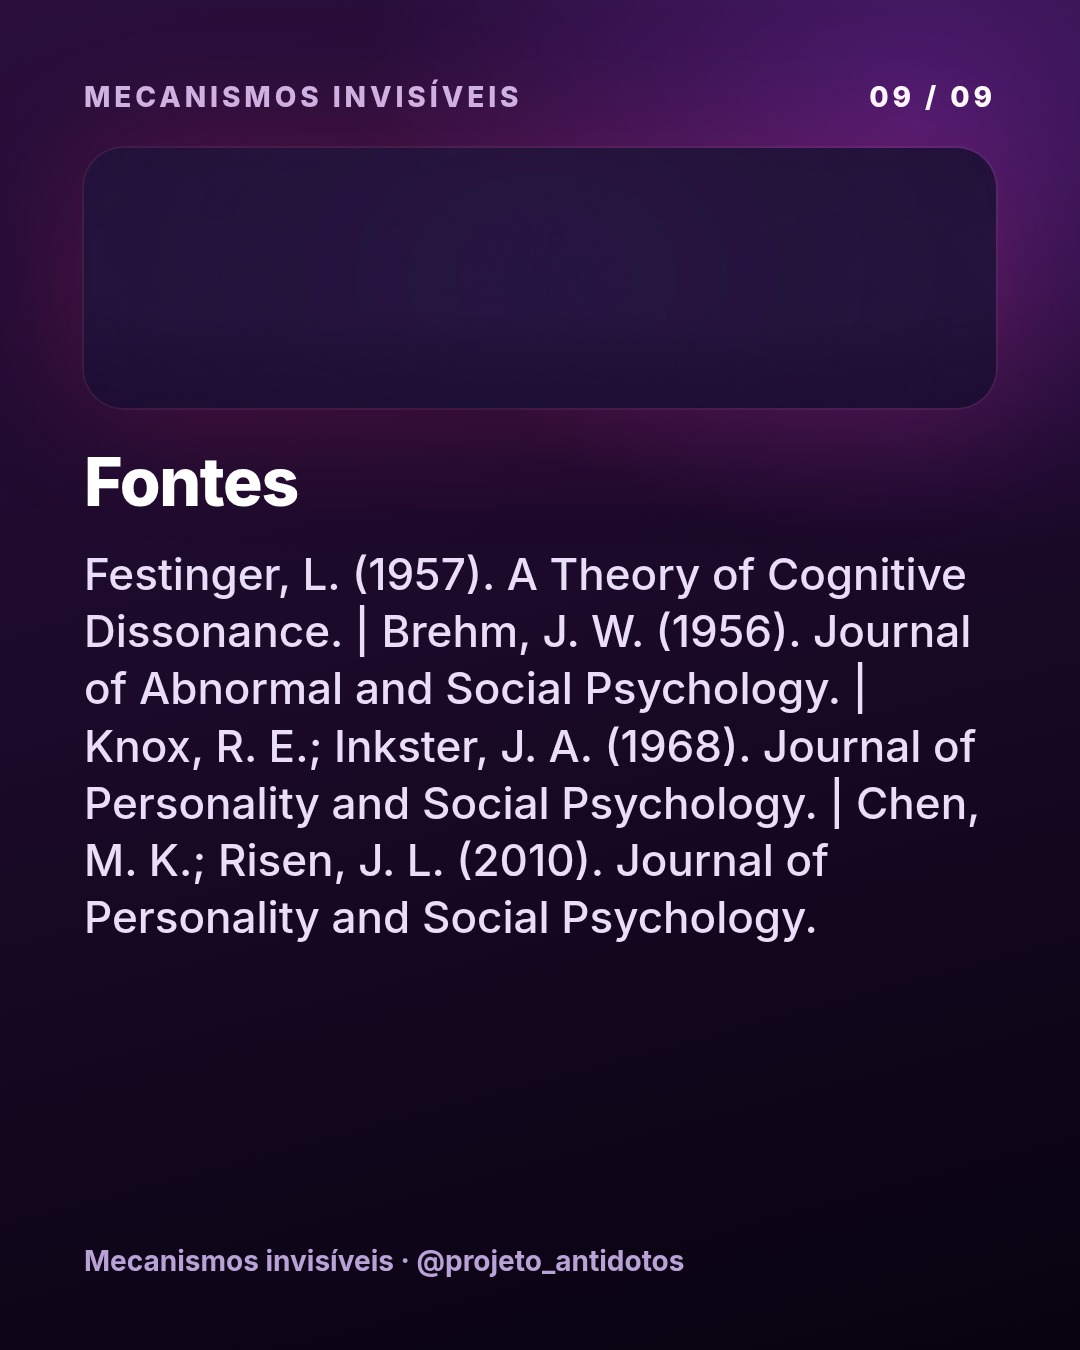 MECANISMOS INVISÍVEIS
09 / 09
Fontes
Festinger, L. (1957). A Theory of Cognitive
Dissonance. | Brehm, J. W. (1956). Journal
of Abnormal and Social Psychology. |
Knox, R. E.; Inkster, J. A. (1968). Journal of
Personality and Social Psychology. | Chen,
M. K.; Risen, J. L. (2010). Journal of
Personality and Social Psychology.
Mecanismos invisíveis · @projeto_antidotos